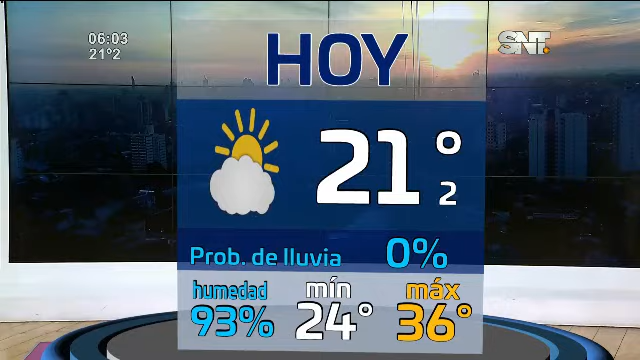 06:03
21°2
SNT
HOY
21°2
Prob. de lluvia 0%
humedad mín máx
93% 24° 36°